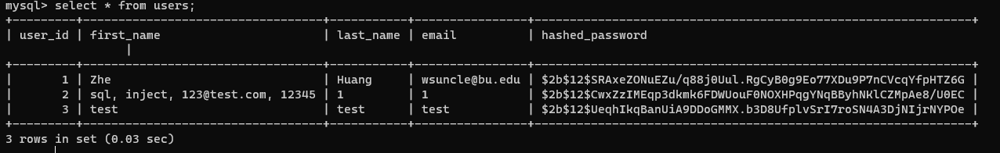 mysql> select * from users;
+---------+----------------------------------+-----------+---------------+--------------------------------------------------------------+
| user_id | first_name                       | last_name | email         | hashed_password
                 |
+---------+----------------------------------+-----------+---------------+--------------------------------------------------------------+
|       1 | Zhe                              | Huang     | wsuncle@bu.edu | $2b$12$SRAxeZONuEZu/q88j0Uul.RgCyB0g9Eo77XDu9P7nCVcqYfpHTZ6G |
|       2 | sql, inject, 123@test.com, 12345 | 1         | 1             | $2b$12$CwxZzIMEqp3dkmk6FDWUouF0NOXHPqgYNqBByhNKlCZMpAe8/U0EC |
|       3 | test                             | test      | test          | $2b$12$UeqhIkqBanUiA9DDoGMMX.b3D8UfplvSrI7roSN4A3DjNIjrNYPOe |
+---------+----------------------------------+-----------+---------------+--------------------------------------------------------------+
3 rows in set (0.03 sec)